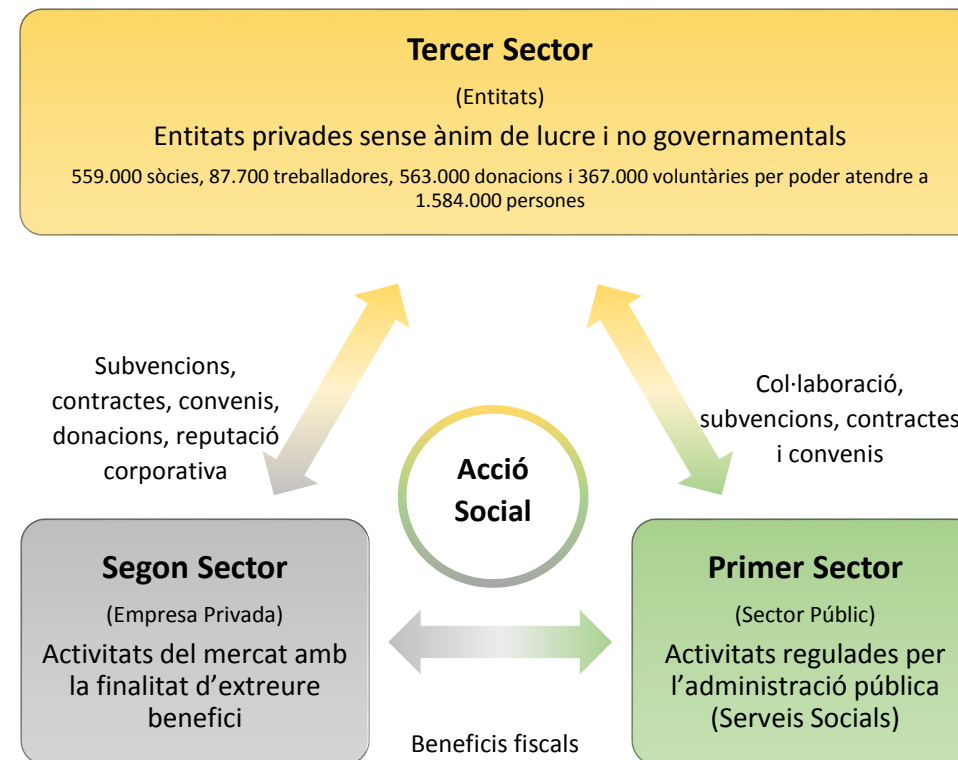 Tercer Sector
(Entitats)
Entitats privades sense ànim de lucre i no governamentals
559.000 sòcies, 87.700 treballadores, 563.000 donacions i 367.000 voluntàries per poder atendre a
1.584.000 persones
Subvencions,
contractes, convenis,
donacions, reputació
corporativa
Col·laboració,
subvencions, contractes
i convenis
Acció
Social
Segon Sector
(Empresa Privada)
Activitats del mercat amb
la finalitat d’extreure
benefici
Primer Sector
(Sector Públic)
Activitats regulades per
l’administració pública
(Serveis Socials)
Beneficis fiscals